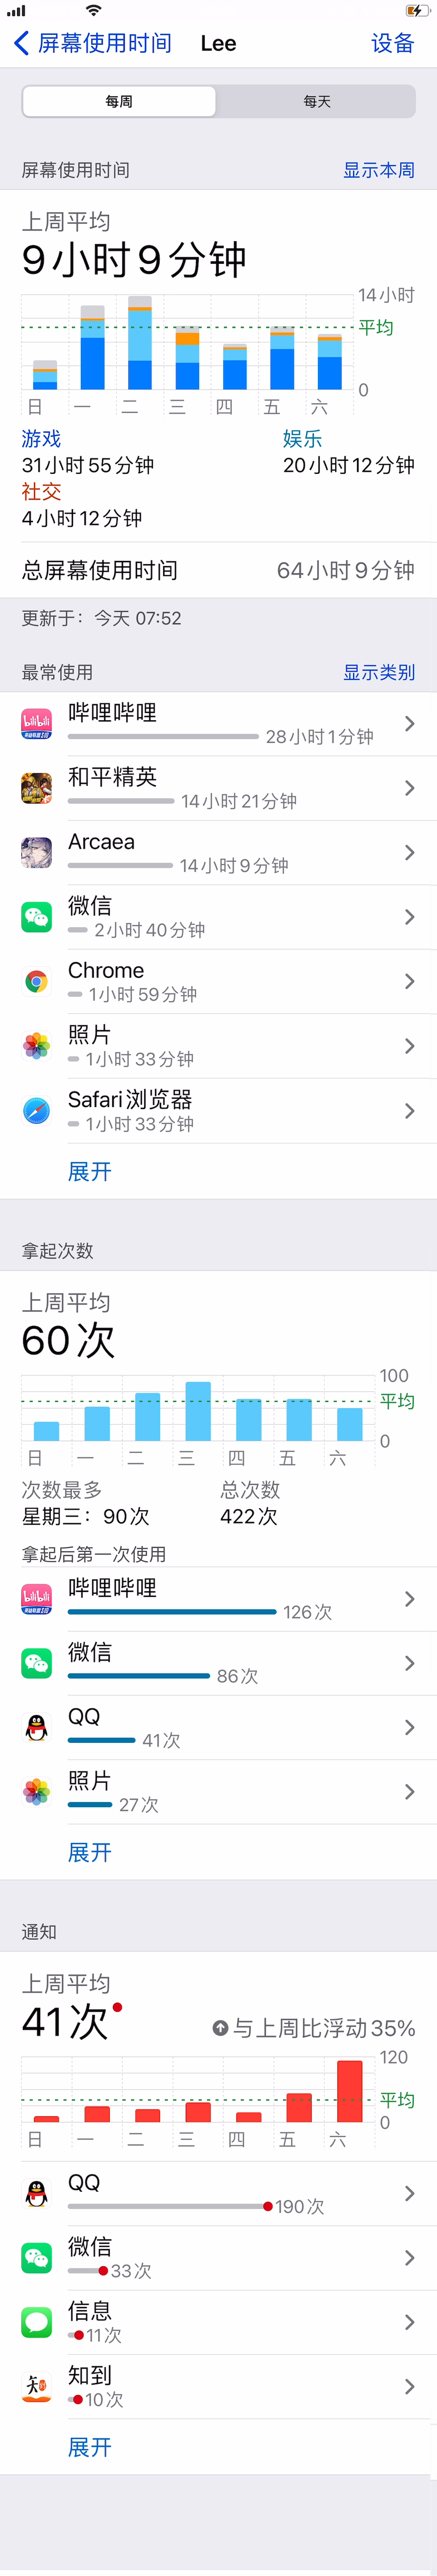 屏幕使用时间 Lee 设备
每周 每天
屏幕使用时间 显示本周
上周平均
9小时9分钟
14小时
平均
0
日 一 二 三 四 五 六
游戏 娱乐
31小时55分钟 20小时12分钟
社交
4小时12分钟
总屏幕使用时间 64小时9分钟
更新于：今天 07:52
最常使用 显示类别
哔哩哔哩
bilibili
28小时1分钟
和平精英
14小时21分钟
Arcaea
14小时9分钟
微信
2小时40分钟
Chrome
1小时59分钟
照片
1小时33分钟
Safari浏览器
1小时33分钟
展开
拿起次数
上周平均
60次
100
平均
0
日 一 二 三 四 五 六
次数最多 总次数
星期三：90次 422次
拿起后第一次使用
哔哩哔哩
bilibili
126次
微信
86次
QQ
41次
照片
27次
展开
通知
上周平均
41次 与上周比浮动35%
120
平均
0
日 一 二 三 四 五 六
QQ
190次
微信
33次
信息
11次
知到
10次
展开